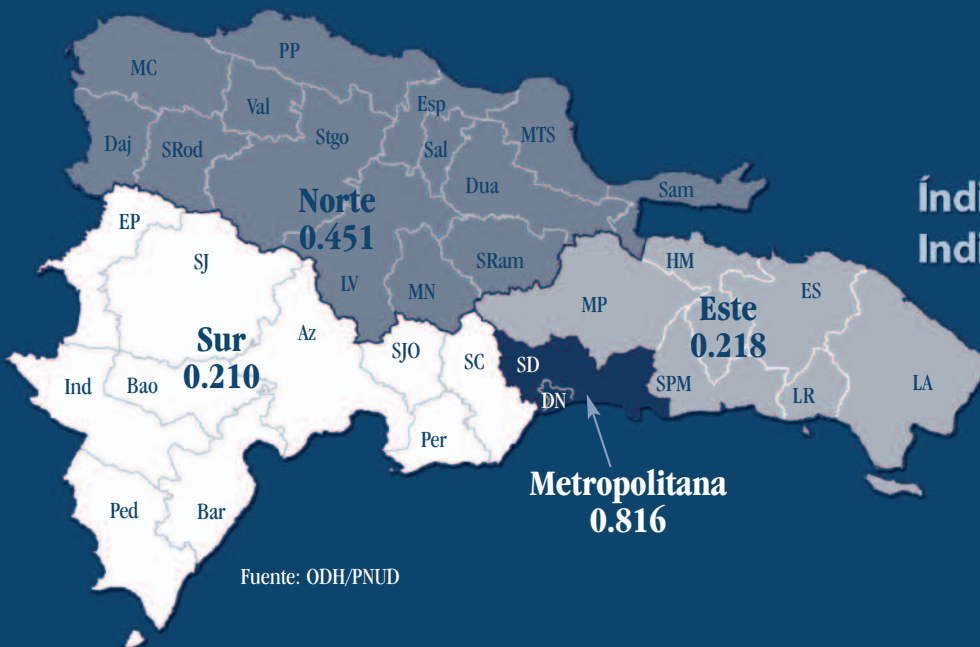 PP
MC
Val
Esp
Stgo
MTS
Daj
SRod
Sal
Dua
Sam
Norte
0.451
EP
SJ
SRam
HM
LV
MN
MP
ES
Este
0.218
Az
Sur
0.210
SJO
SC
SD
Ind
Bao
SPM
LR
LA
DN
Per
Metropolitana
0.816
Ped
Bar
Fuente: ODH/PNUD
Índi
Indi